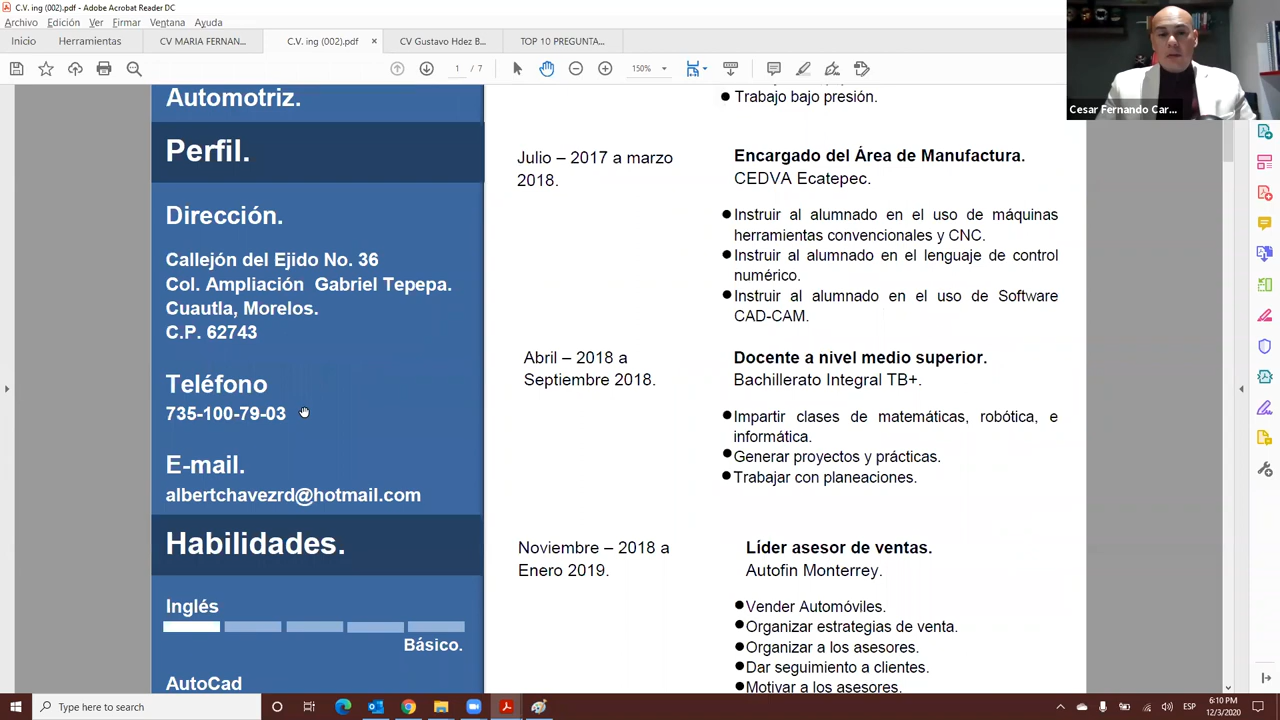 C.V. ing (002).pdf - Adobe Acrobat Reader DC
Archivo Edición Ver Firmar Ventana Ayuda
Inicio Herramientas CV MARIA FERNAN... C.V. ing (002).pdf × CV Gustavo Hdez B... TOP 10 PREGUNTA...
1 / 7 150%
Cesar Fernando Car...
Automotriz.
Perfil.
Dirección.
Callejón del Ejido No. 36
Col. Ampliación Gabriel Tepepa.
Cuautla, Morelos.
C.P. 62743
Teléfono
735-100-79-03
E-mail.
albertchavezrd@hotmail.com
Habilidades.
Inglés
Básico.
AutoCad
● Trabajo bajo presión.
Julio – 2017 a marzo
2018.
Encargado del Área de Manufactura.
CEDVA Ecatepec.
● Instruir al alumnado en el uso de máquinas
herramientas convencionales y CNC.
● Instruir al alumnado en el lenguaje de control
numérico.
● Instruir al alumnado en el uso de Software
CAD-CAM.
Abril – 2018 a
Septiembre 2018.
Docente a nivel medio superior.
Bachillerato Integral TB+.
● Impartir clases de matemáticas, robótica, e
informática.
● Generar proyectos y prácticas.
● Trabajar con planeaciones.
Noviembre – 2018 a
Enero 2019.
Líder asesor de ventas.
Autofin Monterrey.
● Vender Automóviles.
● Organizar estrategias de venta.
● Organizar a los asesores.
● Dar seguimiento a clientes.
● Motivar a los asesores.
Type here to search
ESP
6:10 PM
12/3/2020